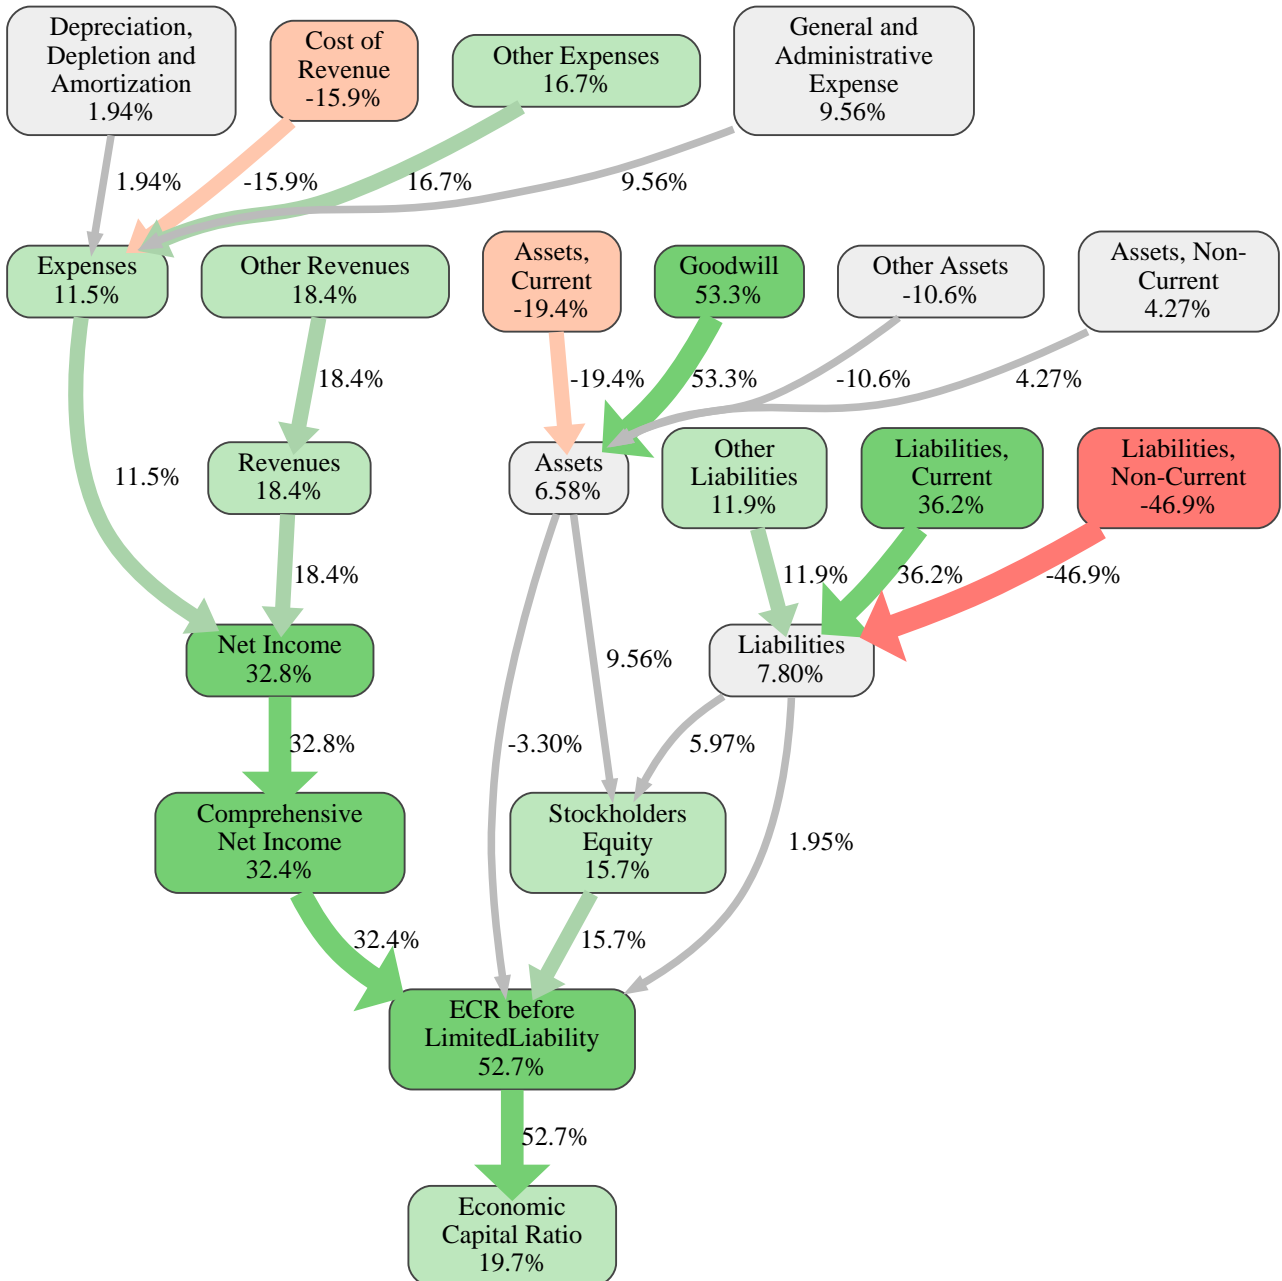 Depreciation,
Depletion and
Amortization
1.94%
Cost of
Revenue
-15.9%
Other Expenses
16.7%
General and
Administrative
Expense
9.56%
1.94%
-15.9%
16.7%
9.56%
Expenses
11.5%
Other Revenues
18.4%
Assets,
Current
-19.4%
Goodwill
53.3%
Other Assets
-10.6%
Assets, Non-
Current
4.27%
18.4%
-19.4%
53.3%
-10.6%
4.27%
11.5%
Revenues
18.4%
Assets
6.58%
Other
Liabilities
11.9%
Liabilities,
Current
36.2%
Liabilities,
Non-Current
-46.9%
18.4%
11.9%
36.2%
-46.9%
Net Income
32.8%
9.56%
Liabilities
7.80%
32.8%
-3.30%
5.97%
Comprehensive
Net Income
32.4%
Stockholders
Equity
15.7%
1.95%
32.4%
15.7%
ECR before
LimitedLiability
52.7%
52.7%
Economic
Capital Ratio
19.7%